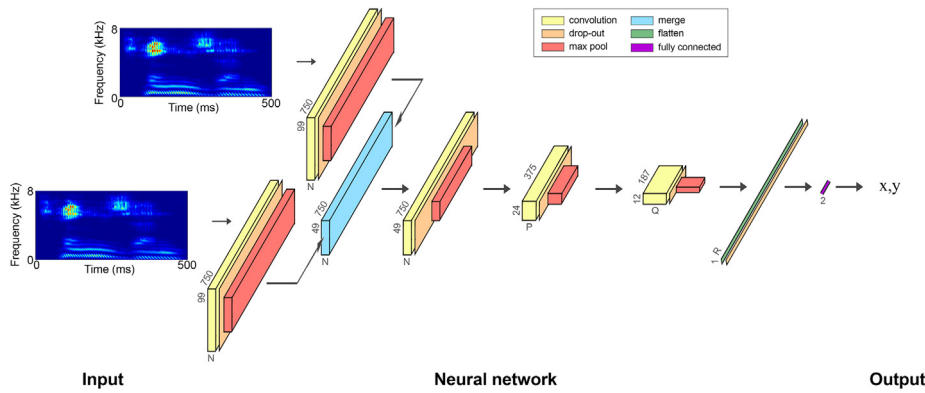 convolution
drop-out
max pool
merge
flatten
fully connected
Frequency (kHz)
8
0
0
Time (ms)
500
99
750
N
Frequency (kHz)
8
0
0
Time (ms)
500
99
750
N
49
750
N
49
750
N
24
375
P
12
187
Q
1
R
2
x,y
Input
Neural network
Output